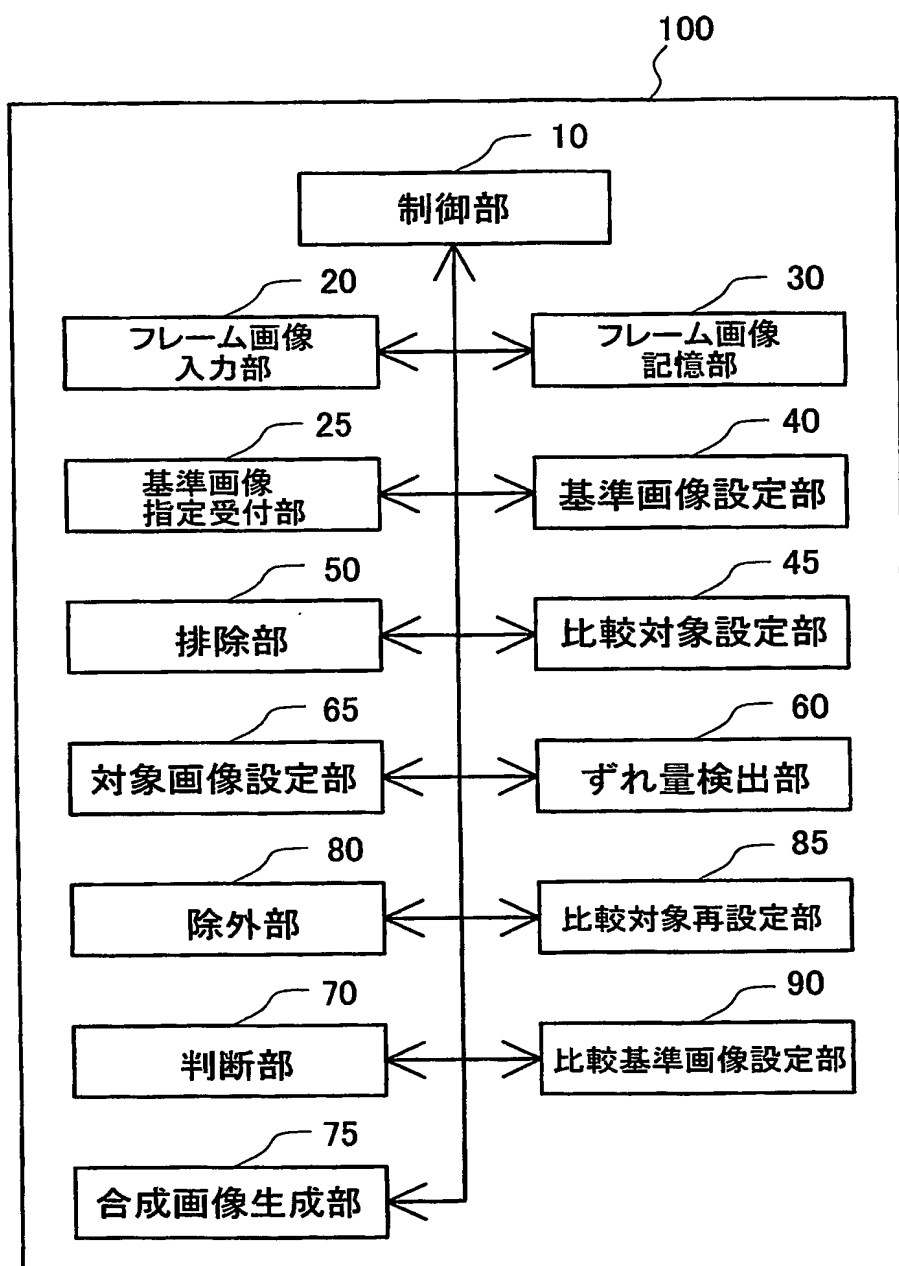 100
10
制御部
20
フレーム画像
入力部
30
フレーム画像
記憶部
25
基準画像
指定受付部
40
基準画像設定部
50
排除部
45
比較対象設定部
65
対象画像設定部
60
ずれ量検出部
80
除外部
85
比較対象再設定部
70
判断部
90
比較基準画像設定部
75
合成画像生成部